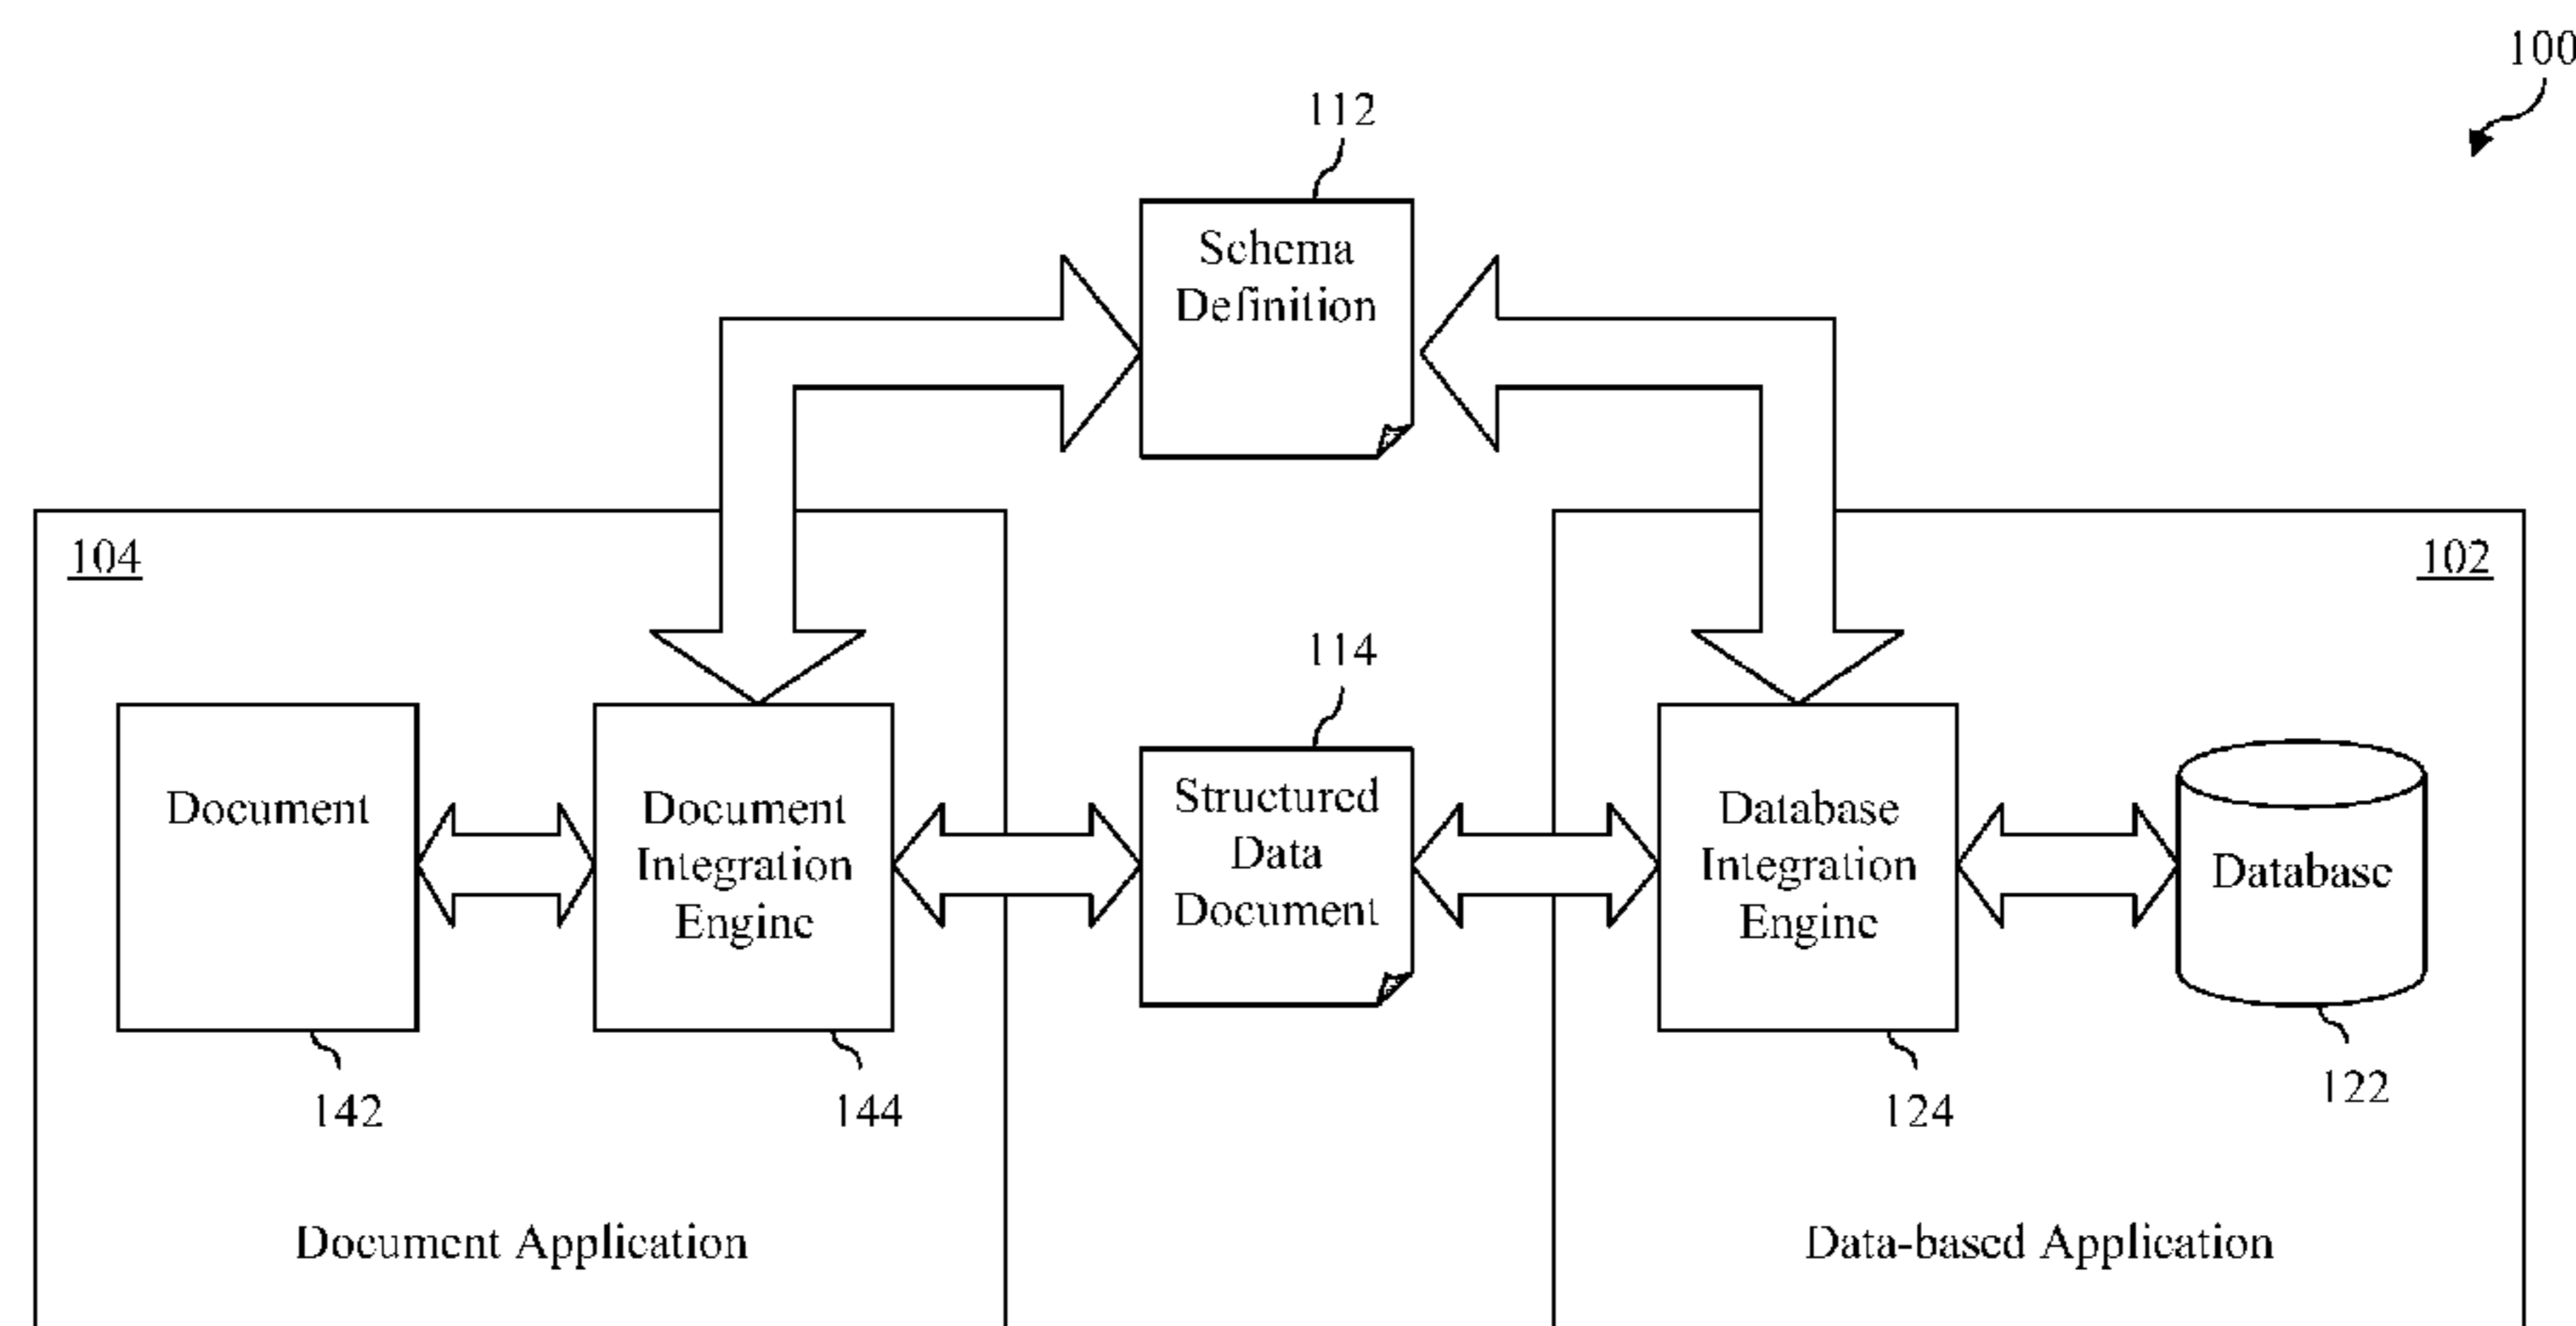 100
112
Schema
Definition
104
102
114
Document
Document
Integration
Engine
Structured
Data
Document
Database
Integration
Engine
Database
142
144
124
122
Document Application
Data-based Application